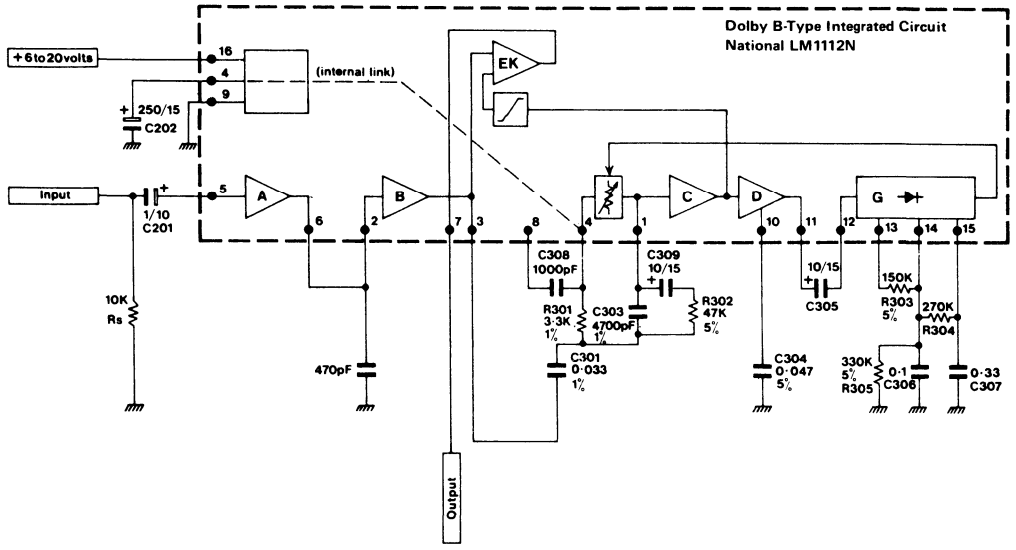 Dolby B-Type Integrated Circuit
National LM1112N
+6to20volts
16
4
9
(internal link)
EK
+ 250/15
C202
Input
+
1/10
C201
5
A
6
2
B
7
3
8
4
1
C
D
10
11
12
G
13
14
15
10K
Rs
470pF
C308
1000pF
R301
3·3K
1%
C301
0·033
1%
C309
10/15
+
C303
4700pF
1%
R302
47K
5%
C304
0·047
5%
10/15
+
C305
150K
R303
5%
270K
R304
330K
5%
R305
0·1
C306
0·33
C307
Output